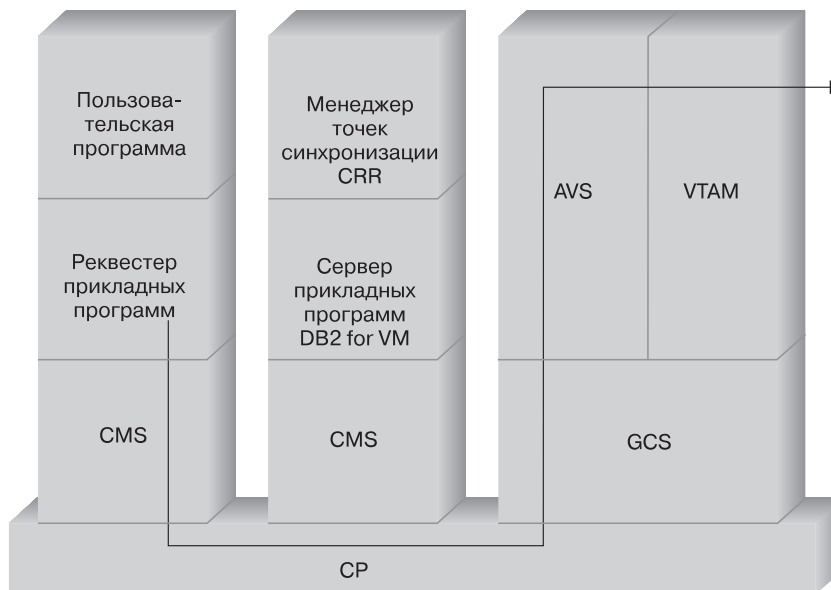 Пользова-
тельская
программа
Реквестер
прикладных
программ
CMS
Менеджер
точек
синхронизации
CRR
Сервер
прикладных
программ
DB2 for VM
CMS
AVS
VTAM
GCS
CP